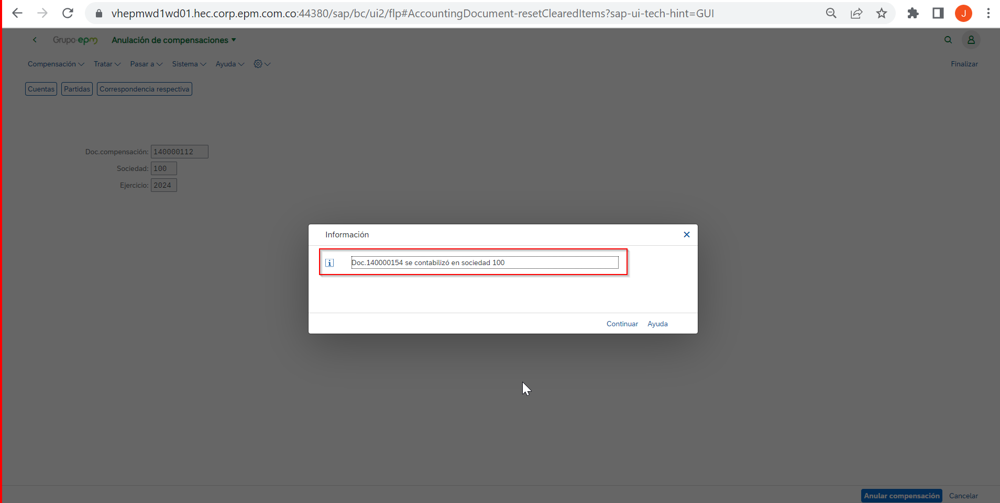 vhepmwd1wd01.hec.corp.epm.com.co:44380/sap/bc/ui2/flp#AccountingDocument-resetClearedItems?sap-ui-tech-hint=GUI
J
Grupo·epm Anulación de compensaciones
Compensación Tratar Pasar a Sistema Ayuda Finalizar
Cuentas Partidas Correspondencia respectiva
Doc.compensación: 140000112
Sociedad: 100
Ejercicio: 2024
Información
Doc.140000154 se contabilizó en sociedad 100
Continuar Ayuda
Anular compensación Cancelar